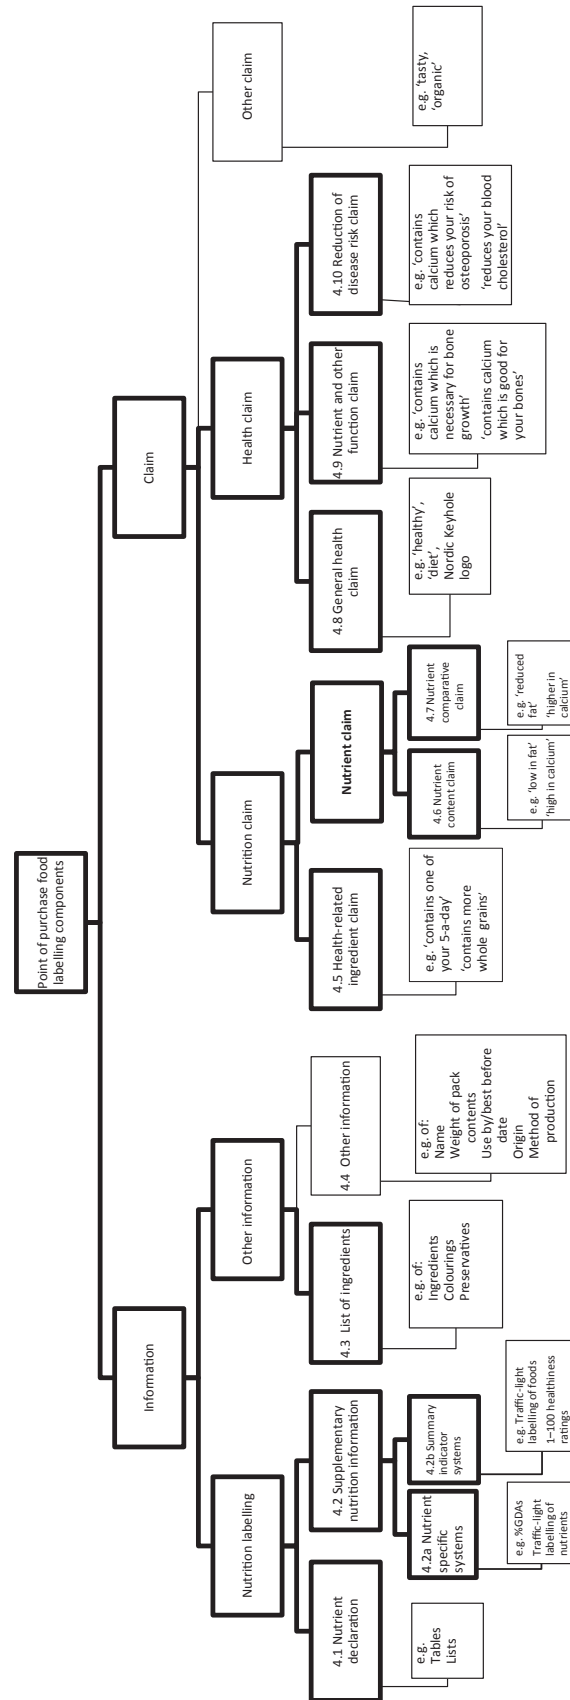 Point of purchase food
labelling components
Information
Claim
Nutrition labelling
Other information
Nutrition claim
Health claim
Other claim
4.1 Nutrient
declaration
4.2 Supplementary
nutrition information
4.3 List of ingredients
4.4 Other information
4.5 Health-related
ingredient claim
Nutrient claim
4.8 General health
claim
4.9 Nutrient and other
function claim
4.10 Reduction of
disease risk claim
e.g. ‘tasty,
‘organic’
e.g.
Tables
Lists
4.2a Nutrient
specific
systems
4.2b Summary
indicator
systems
e.g. of:
Ingredients
Colourings
Preservatives
e.g. of:
Name
Weight of pack
contents
Use by/best before
date
Origin
Method of
production
e.g. ‘contains one of
your 5-a-day’
‘contains more
whole grains’
4.6 Nutrient
content claim
4.7 Nutrient
comparative
claim
e.g. ‘healthy’,
‘diet’,
Nordic Keyhole
logo
e.g. ‘contains
calcium which is
necessary for bone
growth’
‘contains calcium
which is good for
your bones’
e.g. ‘contains
calcium which
reduces your risk of
osteoporosis’
‘reduces your blood
cholesterol’
e.g. %GDAs
Traffic-light
labelling of
nutrients
e.g. Traffic-light
labelling of foods
1–100 healthiness
ratings
e.g. ‘low in fat’
‘high in calcium’
e.g. ‘reduced
fat’
‘higher in
calcium’